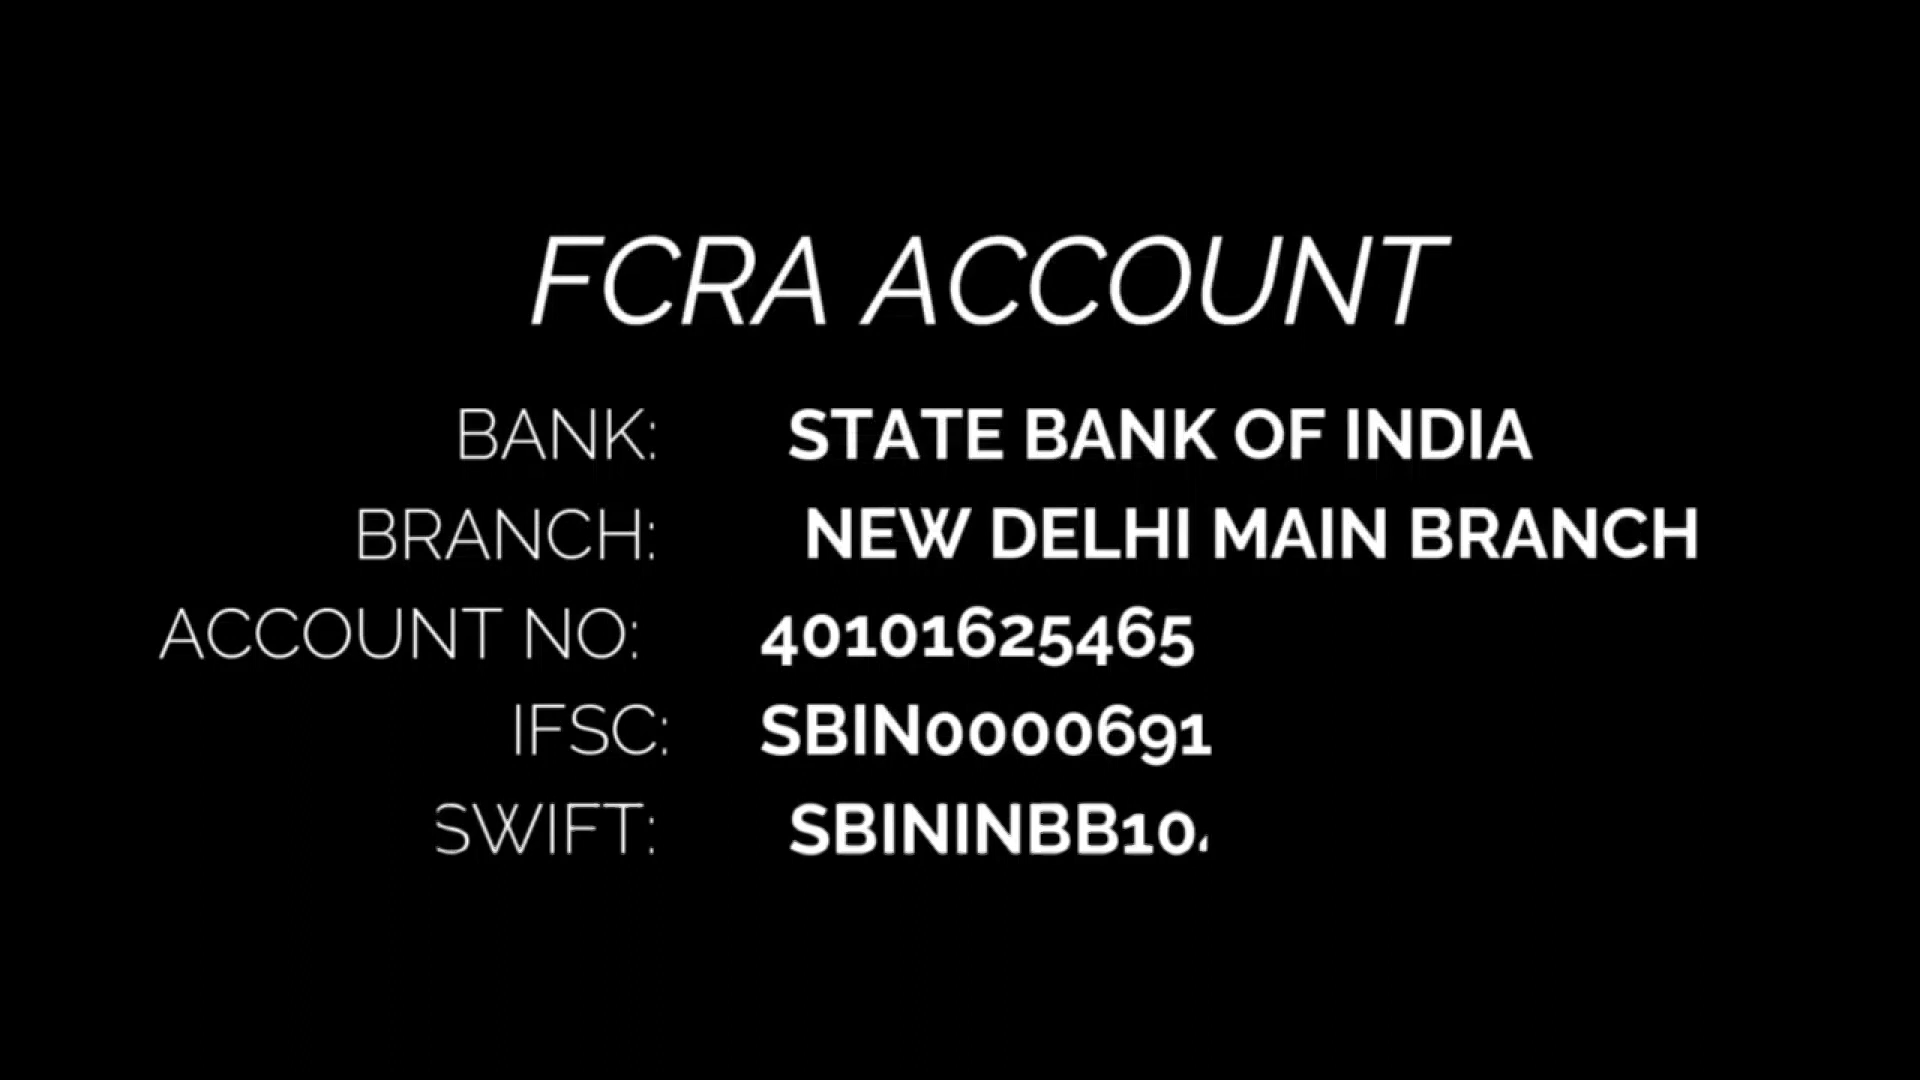 FCRA ACCOUNT
BANK: STATE BANK OF INDIA
BRANCH: NEW DELHI MAIN BRANCH
ACCOUNT NO: 40101625465
IFSC: SBIN0000691
SWIFT: SBININBB10